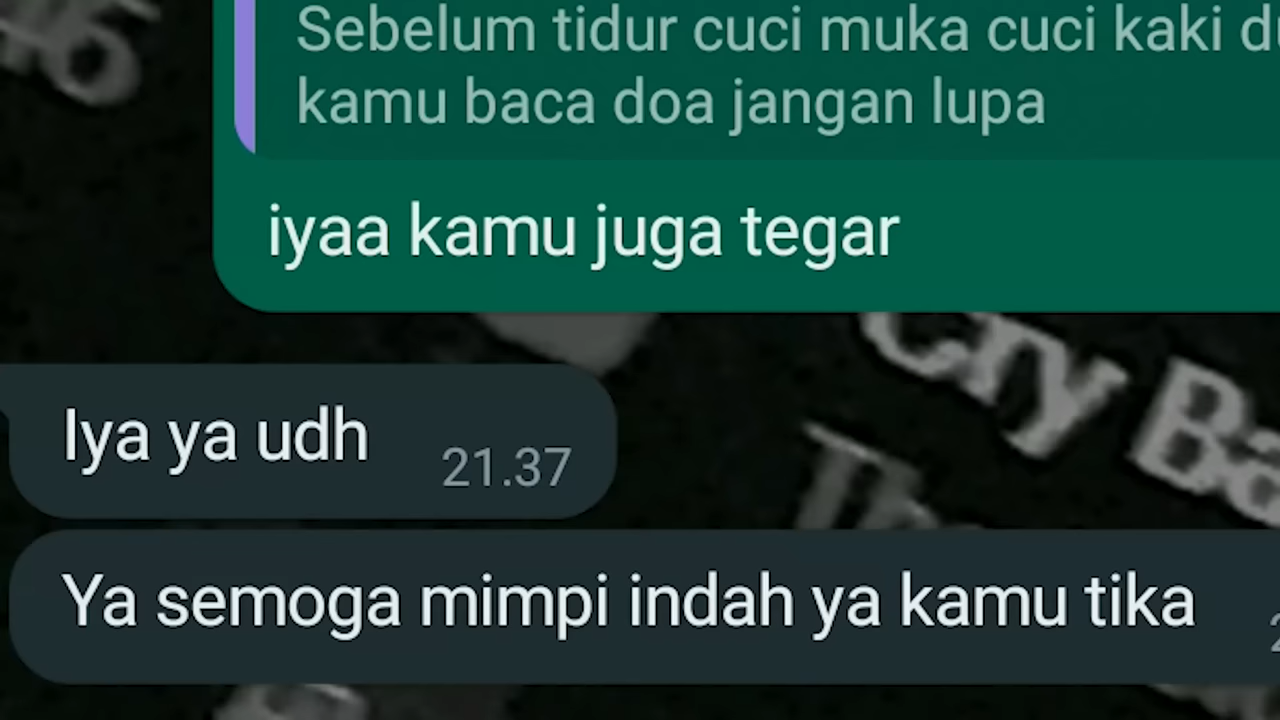 Sebelum tidur cuci muka cuci kaki
kamu baca doa jangan lupa
iyaa kamu juga tegar
Iya ya udh
21.37
Ya semoga mimpi indah ya kamu tika
Cry